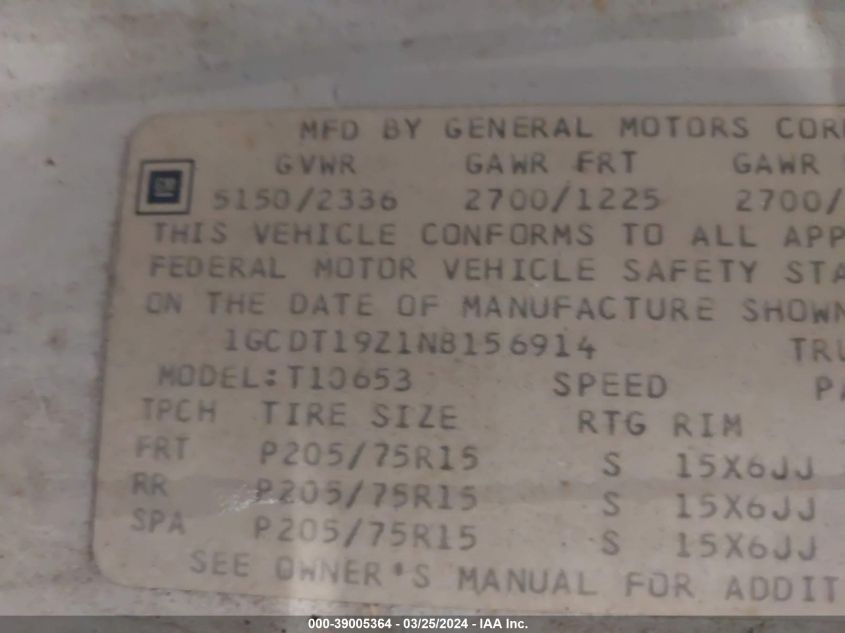 MFD BY GENERAL MOTORS COR
GVWR GAWR FRT GAWR
GM
5150/2336 2700/1225 2700/
THIS VEHICLE CONFORMS TO ALL APP
FEDERAL MOTOR VEHICLE SAFETY STA
ON THE DATE OF MANUFACTURE SHOWN
1GCDT19Z1N8156914 TRU
MODEL:T10653 SPEED PA
TPCH TIRE SIZE RTG RIM
FRT P205/75R15 S 15X6JJ
RR P205/75R15 S 15X6JJ
SPA P205/75R15 S 15X6JJ
SEE OWNER'S MANUAL FOR ADDIT
000-39005364 - 03/25/2024 - IAA Inc.